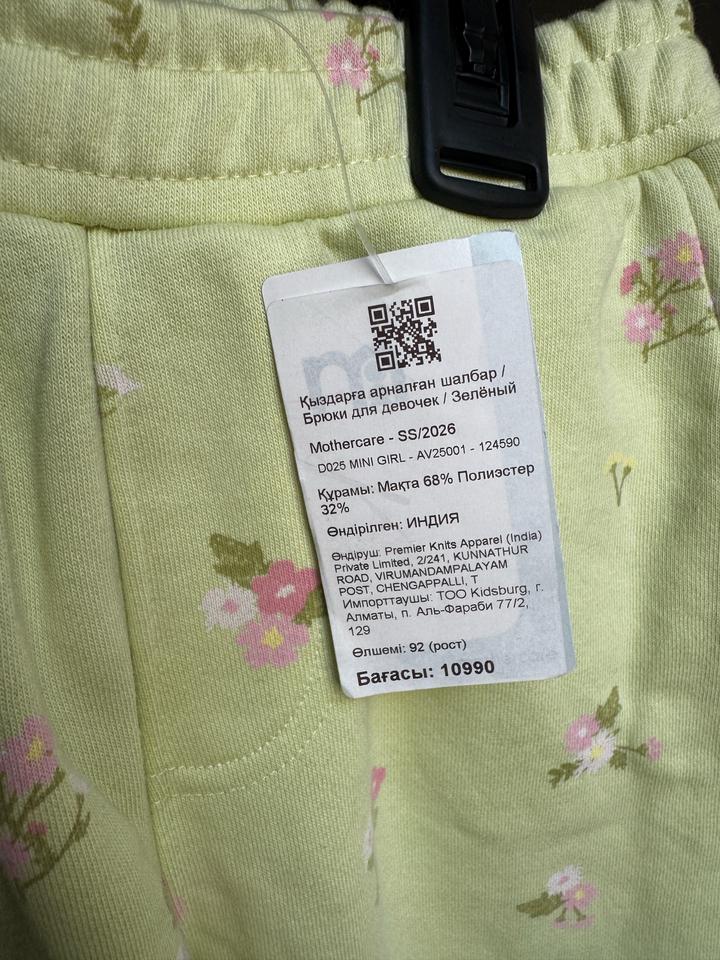 Қыздарға арналған шалбар /
Брюки для девочек / Зелёный
Mothercare - SS/2026
D025 MINI GIRL - AV25001 - 124590
Құрамы: Мақта 68% Полиэстер
32%
Өндірілген: ИНДИЯ
Өндіруш: Premier Knits Apparel (India)
Private Limited, 2/241, KUNNATHUR
ROAD, VIRUMANDAMPALAYAM
POST, CHENGAPPALLI, T
Импорттаушы: ТОО Kidsburg, г.
Алматы, п. Аль-Фараби 77/2,
129
Өлшемі: 92 (рост)
Бағасы: 10990